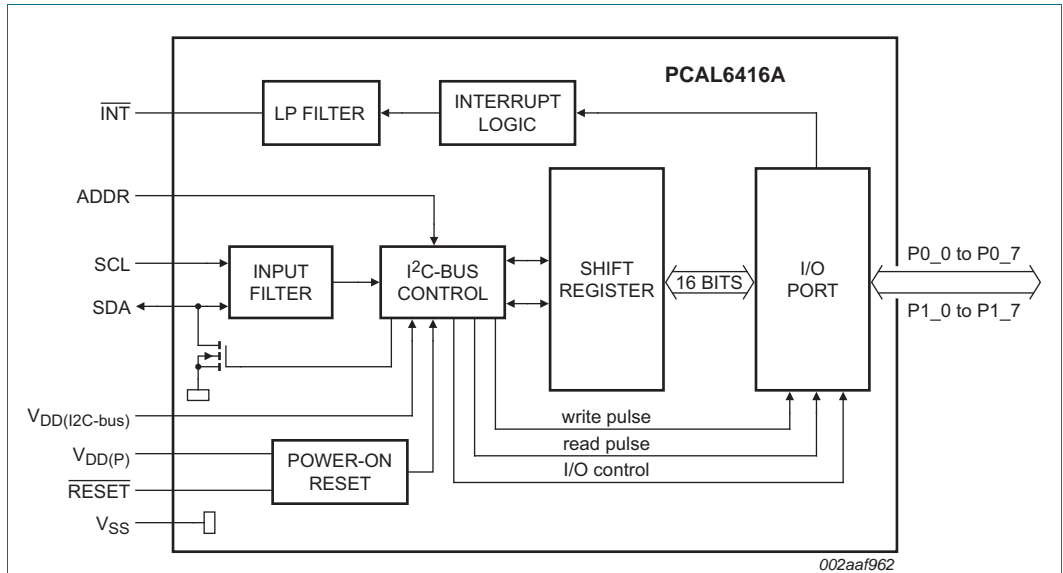 PCAL6416A
INT
LP FILTER
INTERRUPT
LOGIC
ADDR
SCL
SDA
INPUT
FILTER
I2C-BUS
CONTROL
SHIFT
REGISTER
16 BITS
I/O
PORT
P0_0 to P0_7
P1_0 to P1_7
VDD(I2C-bus)
VDD(P)
RESET
VSS
POWER-ON
RESET
write pulse
read pulse
I/O control
002aaf962